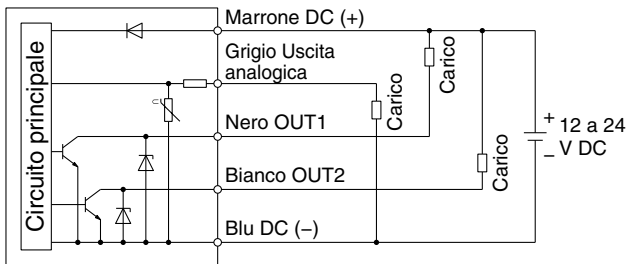 Circuito principale
Marrone DC (+)
Grigio Uscita
analogica
Carico
Carico
Nero OUT1
Bianco OUT2
Carico
Blu DC (−)
+ 12 a 24
− V DC